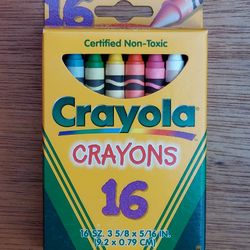 16
Certified Non-Toxic
Crayola
CRAYONS
16
16 SZ. 3 5/8 x 5/16 IN.
(9.2 x 0.79 CM)